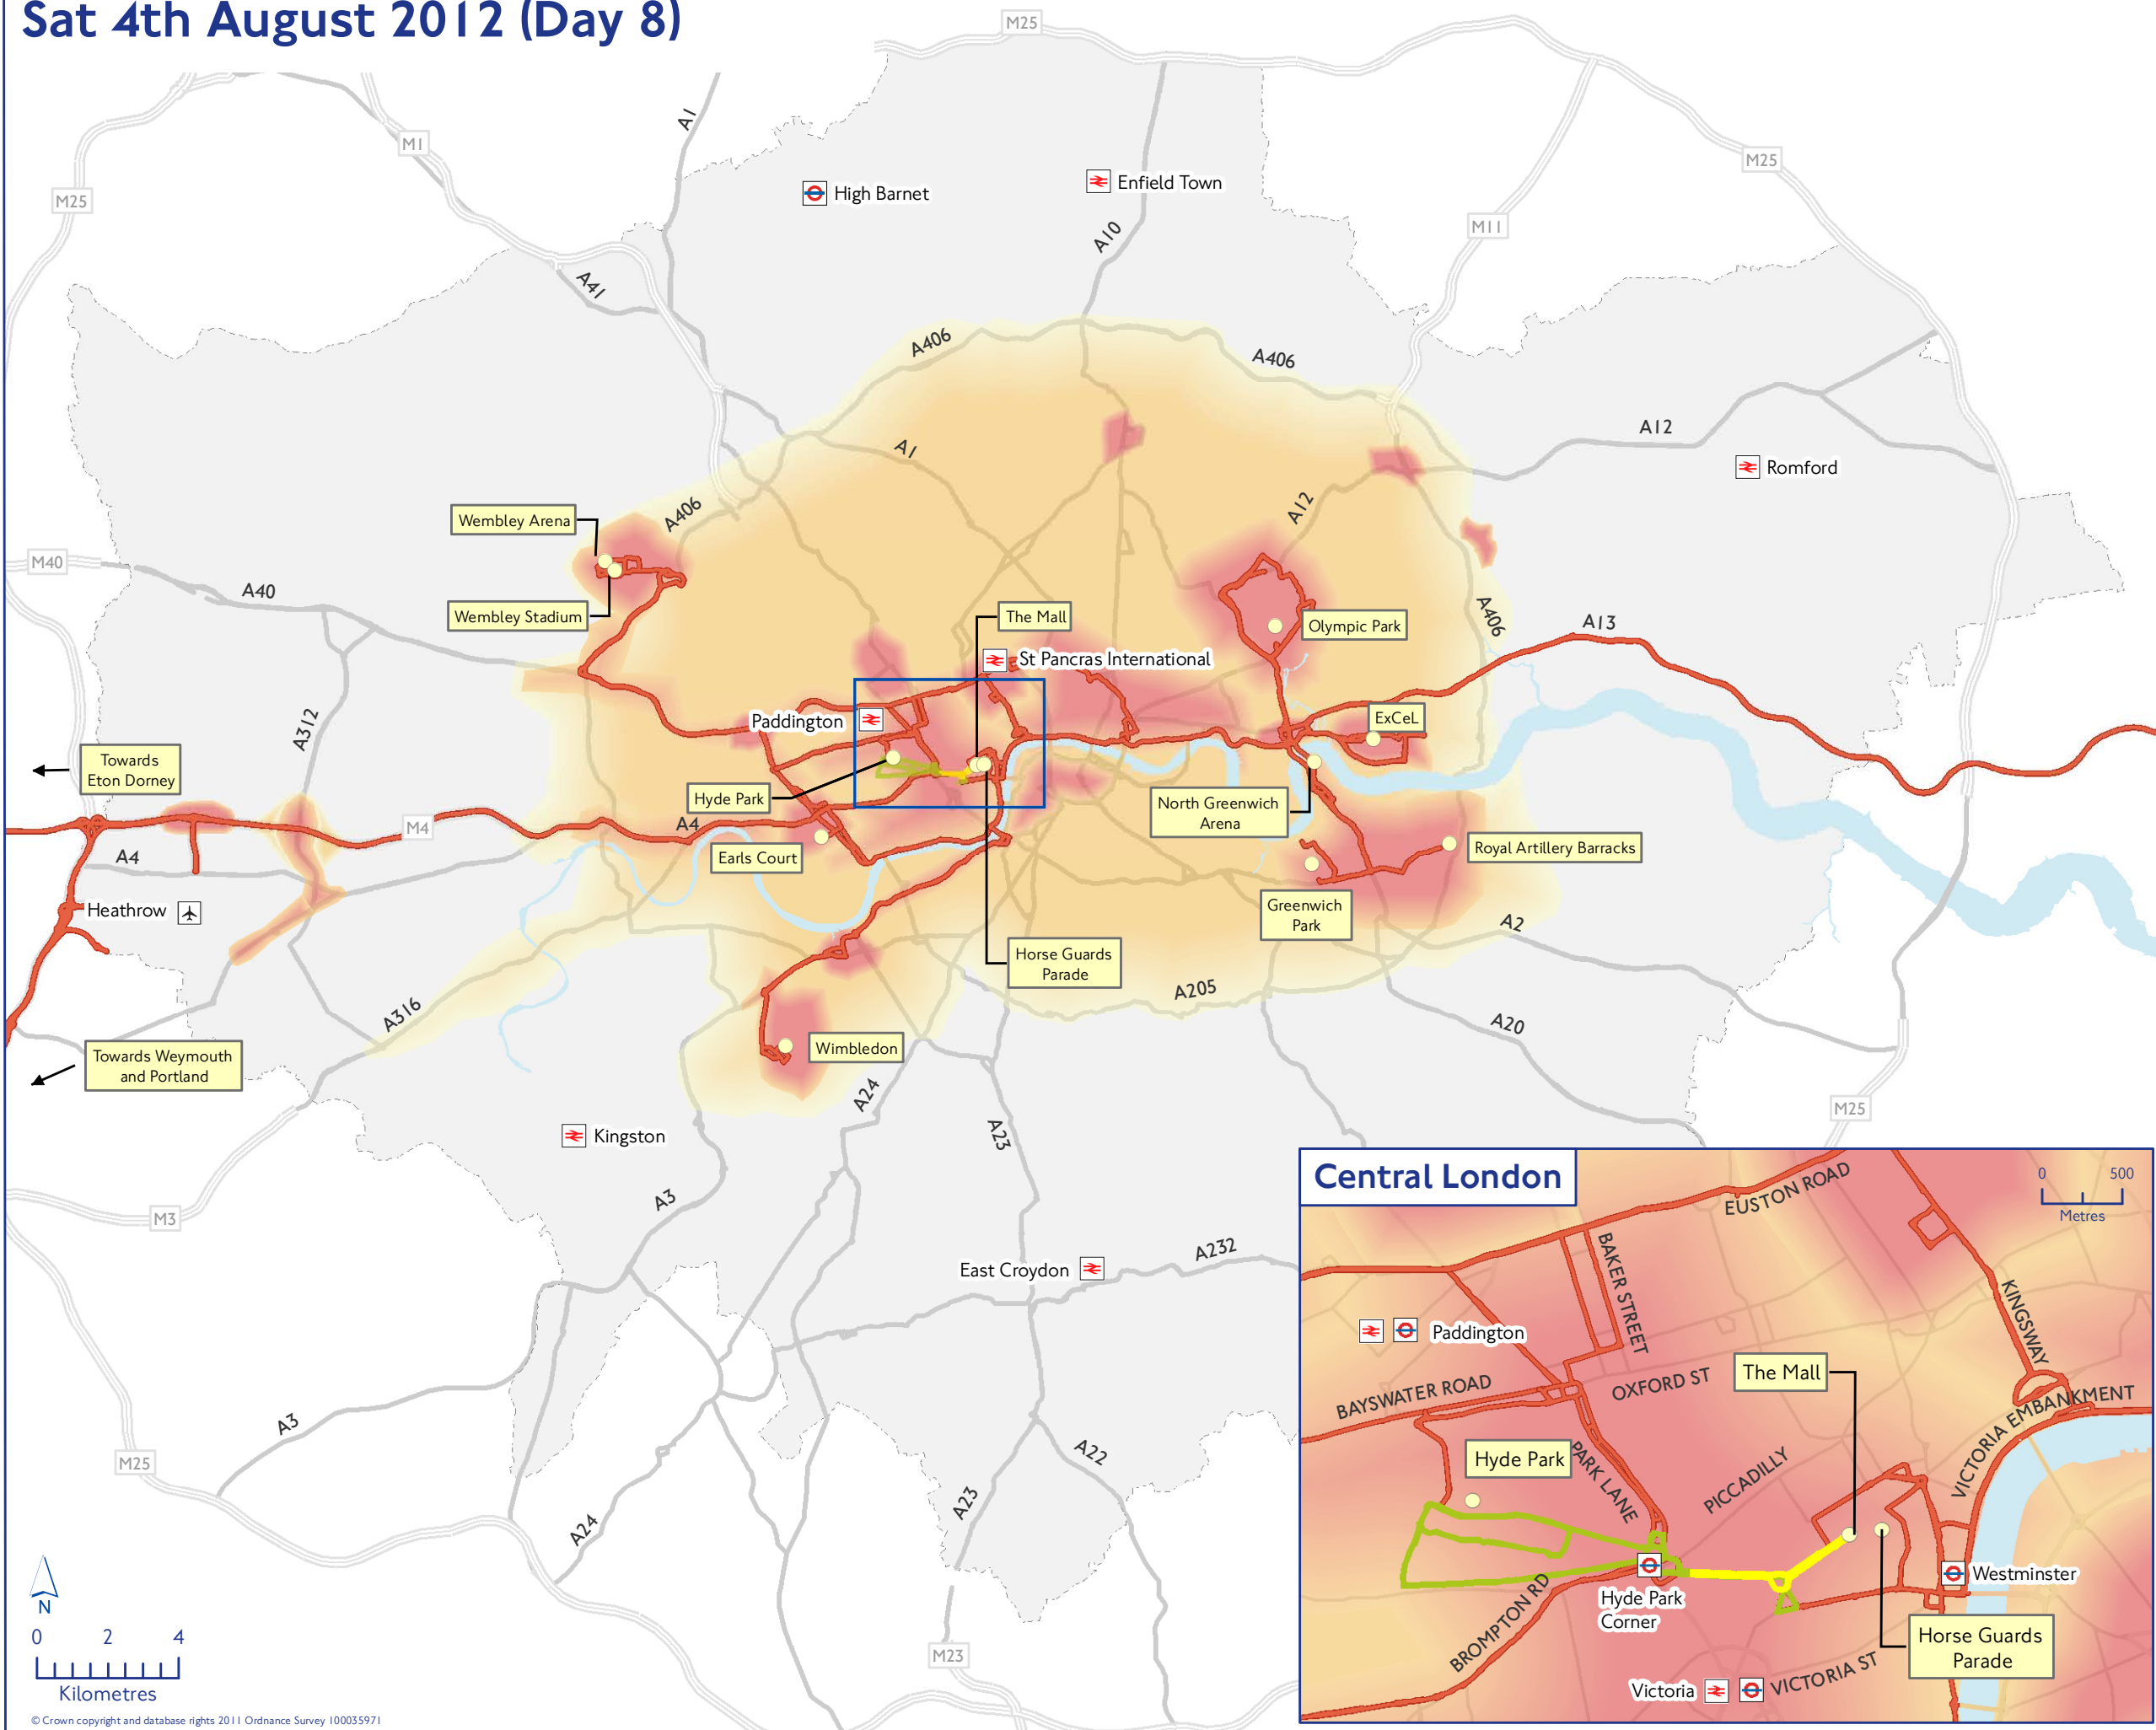 Sat 4th August 2012 (Day 8)
M25
A1
M1
M25
M25
High Barnet
Enfield Town
M11
A10
A41
A406
A406
A1
A12
Romford
Wembley Arena
A406
A12
M40
A40
Wembley Stadium
The Mall
Olympic Park
A406
A13
St Pancras International
A312
Paddington
ExCeL
Towards
Eton Dorney
Hyde Park
North Greenwich
Arena
M4
A4
A4
Earls Court
Royal Artillery Barracks
Heathrow
Greenwich
Park
A2
Horse Guards
Parade
A205
A316
A20
Towards Weymouth
and Portland
Wimbledon
A24
M25
Kingston
A23
A3
M3
East Croydon
A232
A3
M25
A22
A23
A24
M23
N
0 2 4
Kilometres
© Crown copyright and database rights 2011 Ordnance Survey 100035971
Central London
0 500
Metres
EUSTON ROAD
BAKER STREET
KINGSWAY
Paddington
The Mall
OXFORD ST
BAYSWATER ROAD
VICTORIA EMBANKMENT
Hyde Park
PARK LANE
PICCADILLY
Hyde Park
Corner
Westminster
BROMPTON RD
Horse Guards
Parade
Victoria
VICTORIA ST